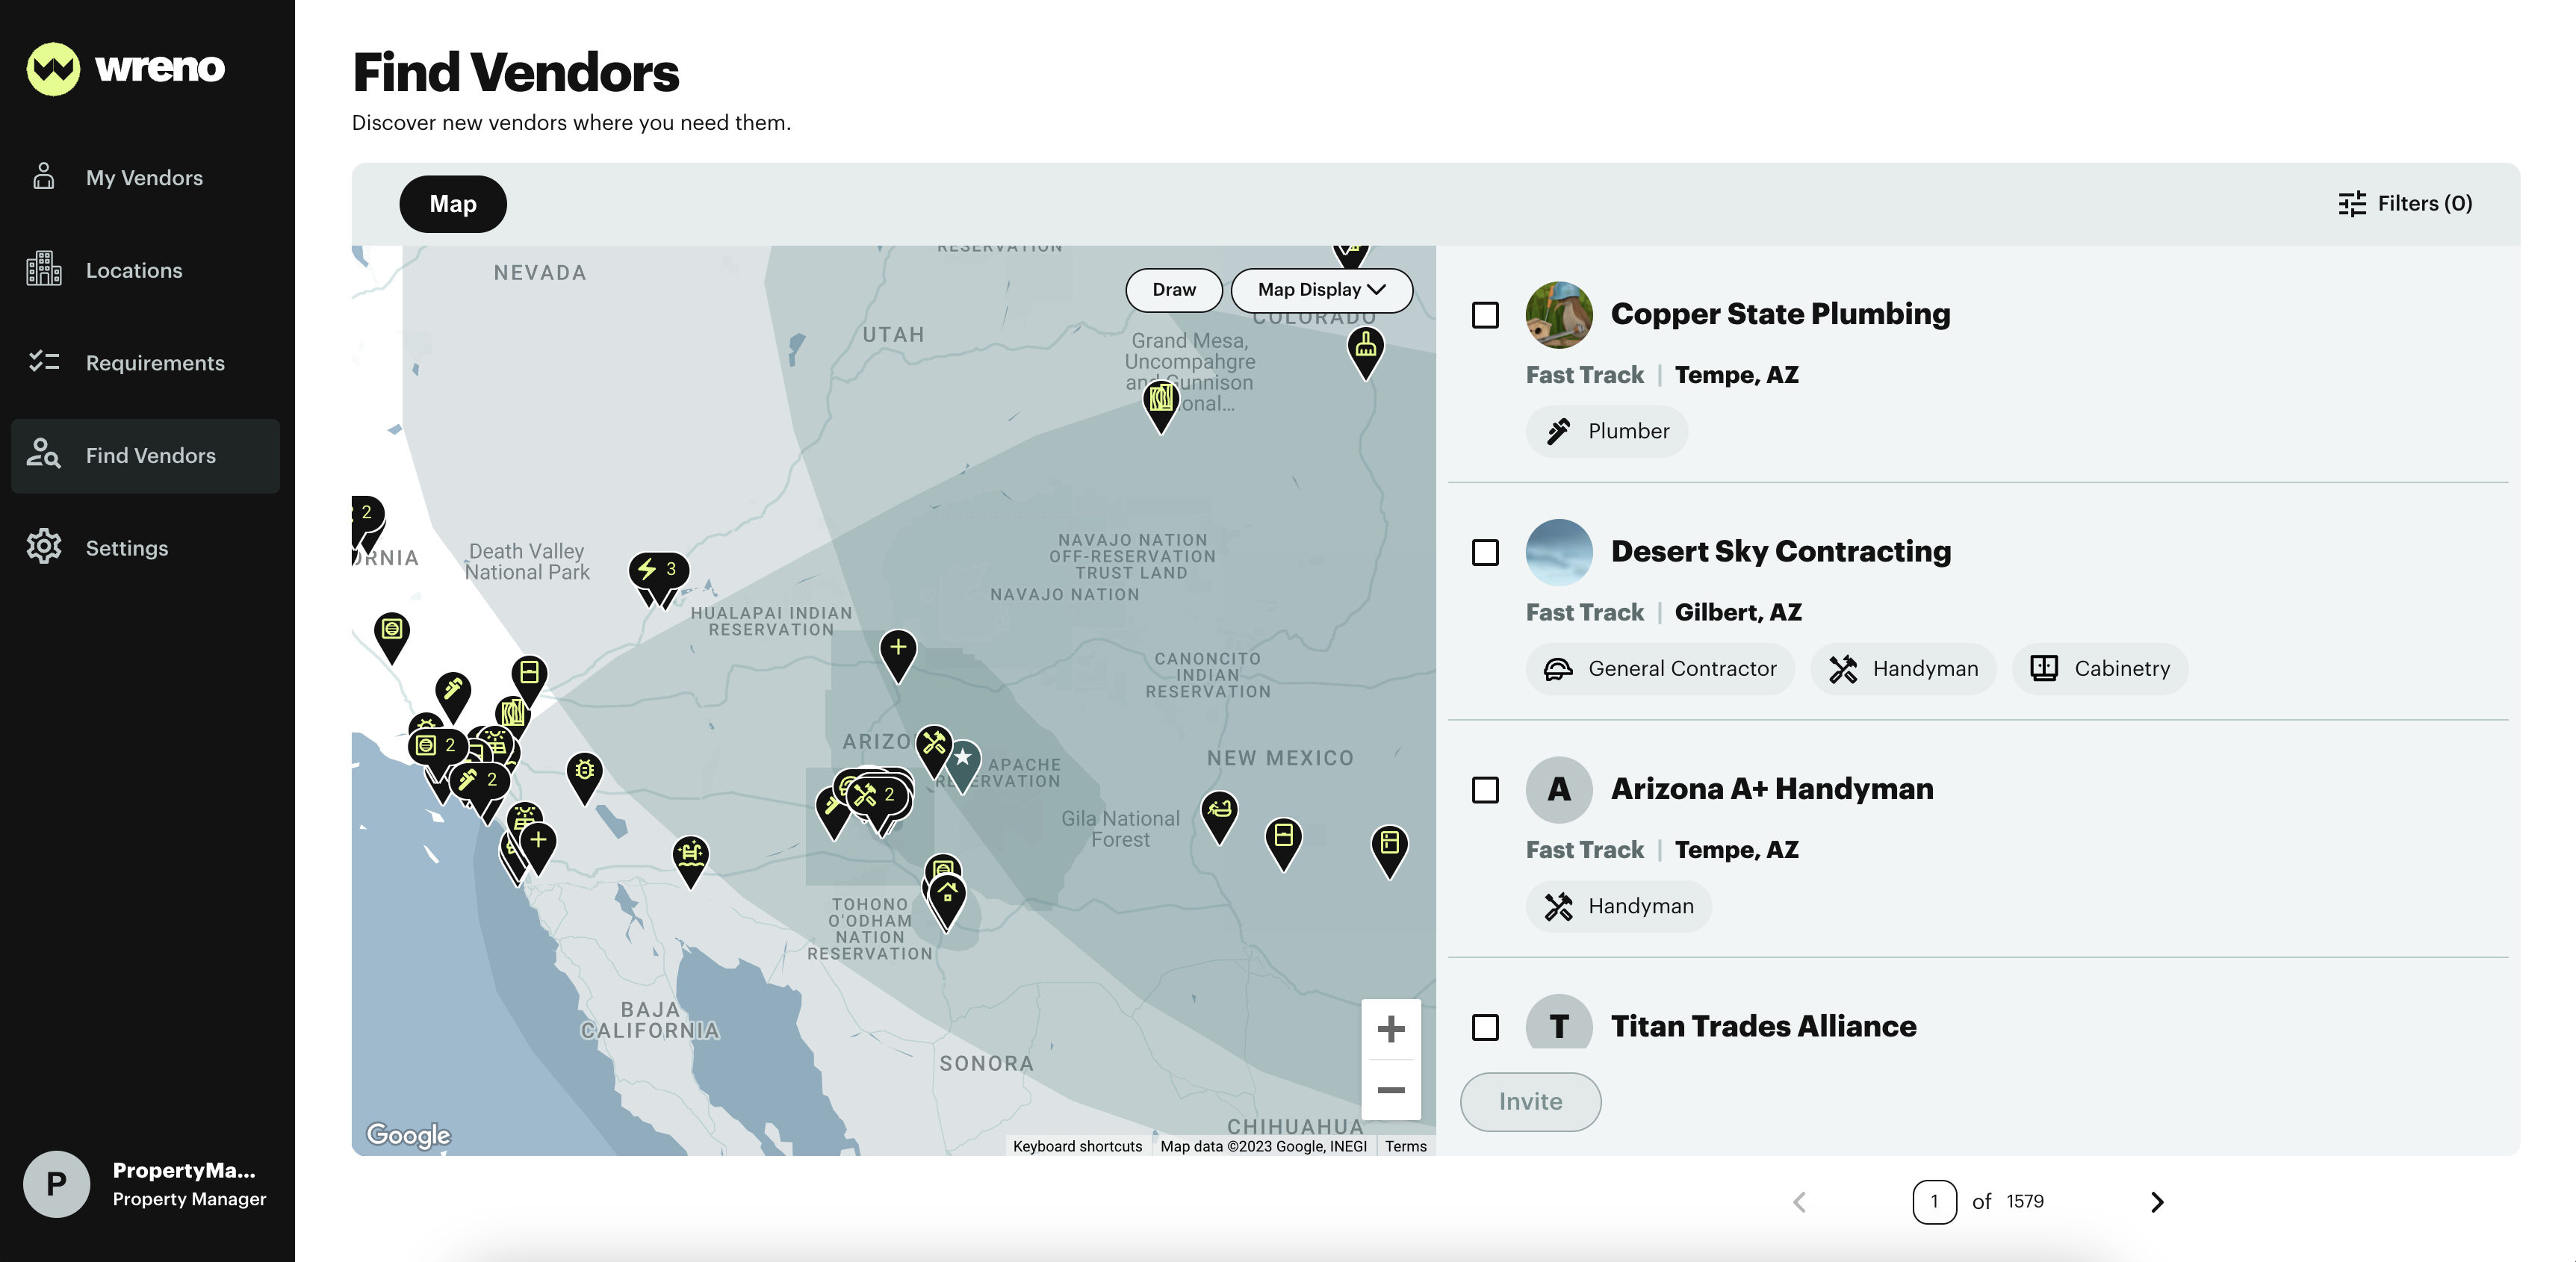 wreno
My Vendors
Locations
Requirements
Find Vendors
Settings
P
PropertyMa...
Property Manager
Find Vendors
Discover new vendors where you need them.
Map
Filters (0)
RESERVATION
NEVADA
Draw
Map Display
COLORADO
UTAH
Grand Mesa,
Uncompahgre
and Gunnison
onal...
2
ORNIA
Death Valley
National Park
3
NAVAJO NATION
OFF-RESERVATION
TRUST LAND
NAVAJO NATION
HUALAPAI INDIAN
RESERVATION
CANONCITO
INDIAN
RESERVATION
ARIZO
2
2
APACHE
RESERVATION
NEW MEXICO
2
Gila National
Forest
TOHONO
O'ODHAM
NATION
RESERVATION
BAJA
CALIFORNIA
SONORA
CHIHUAHUA
Google
Keyboard shortcuts
Map data ©2023 Google, INEGI
Terms
Copper State Plumbing
Fast Track | Tempe, AZ
Plumber
Desert Sky Contracting
Fast Track | Gilbert, AZ
General Contractor
Handyman
Cabinetry
A
Arizona A+ Handyman
Fast Track | Tempe, AZ
Handyman
T
Titan Trades Alliance
Invite
1 of 1579